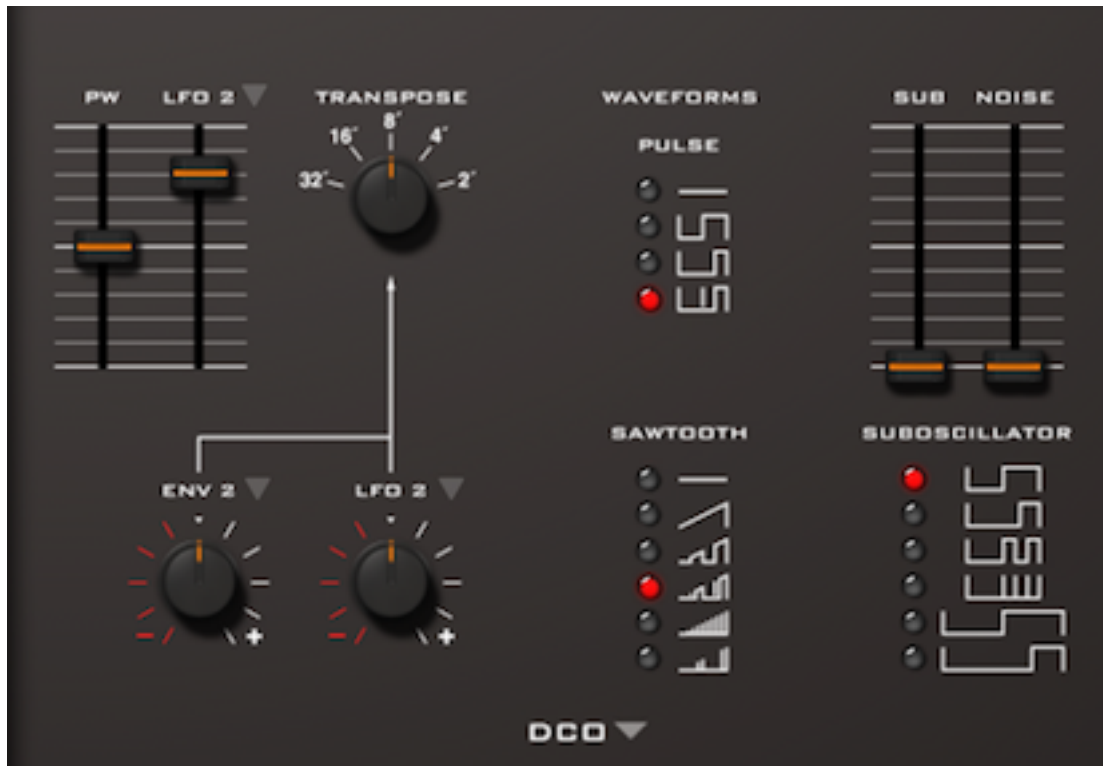 PW LFO 2 TRANSPOSE WAVEFORMS SUB NOISE
32´ 16´ 8´ 4´ 2´
PULSE
SAWTOOTH SUBOSCILLATOR
ENV 2 LFO 2
- + - +
DCO